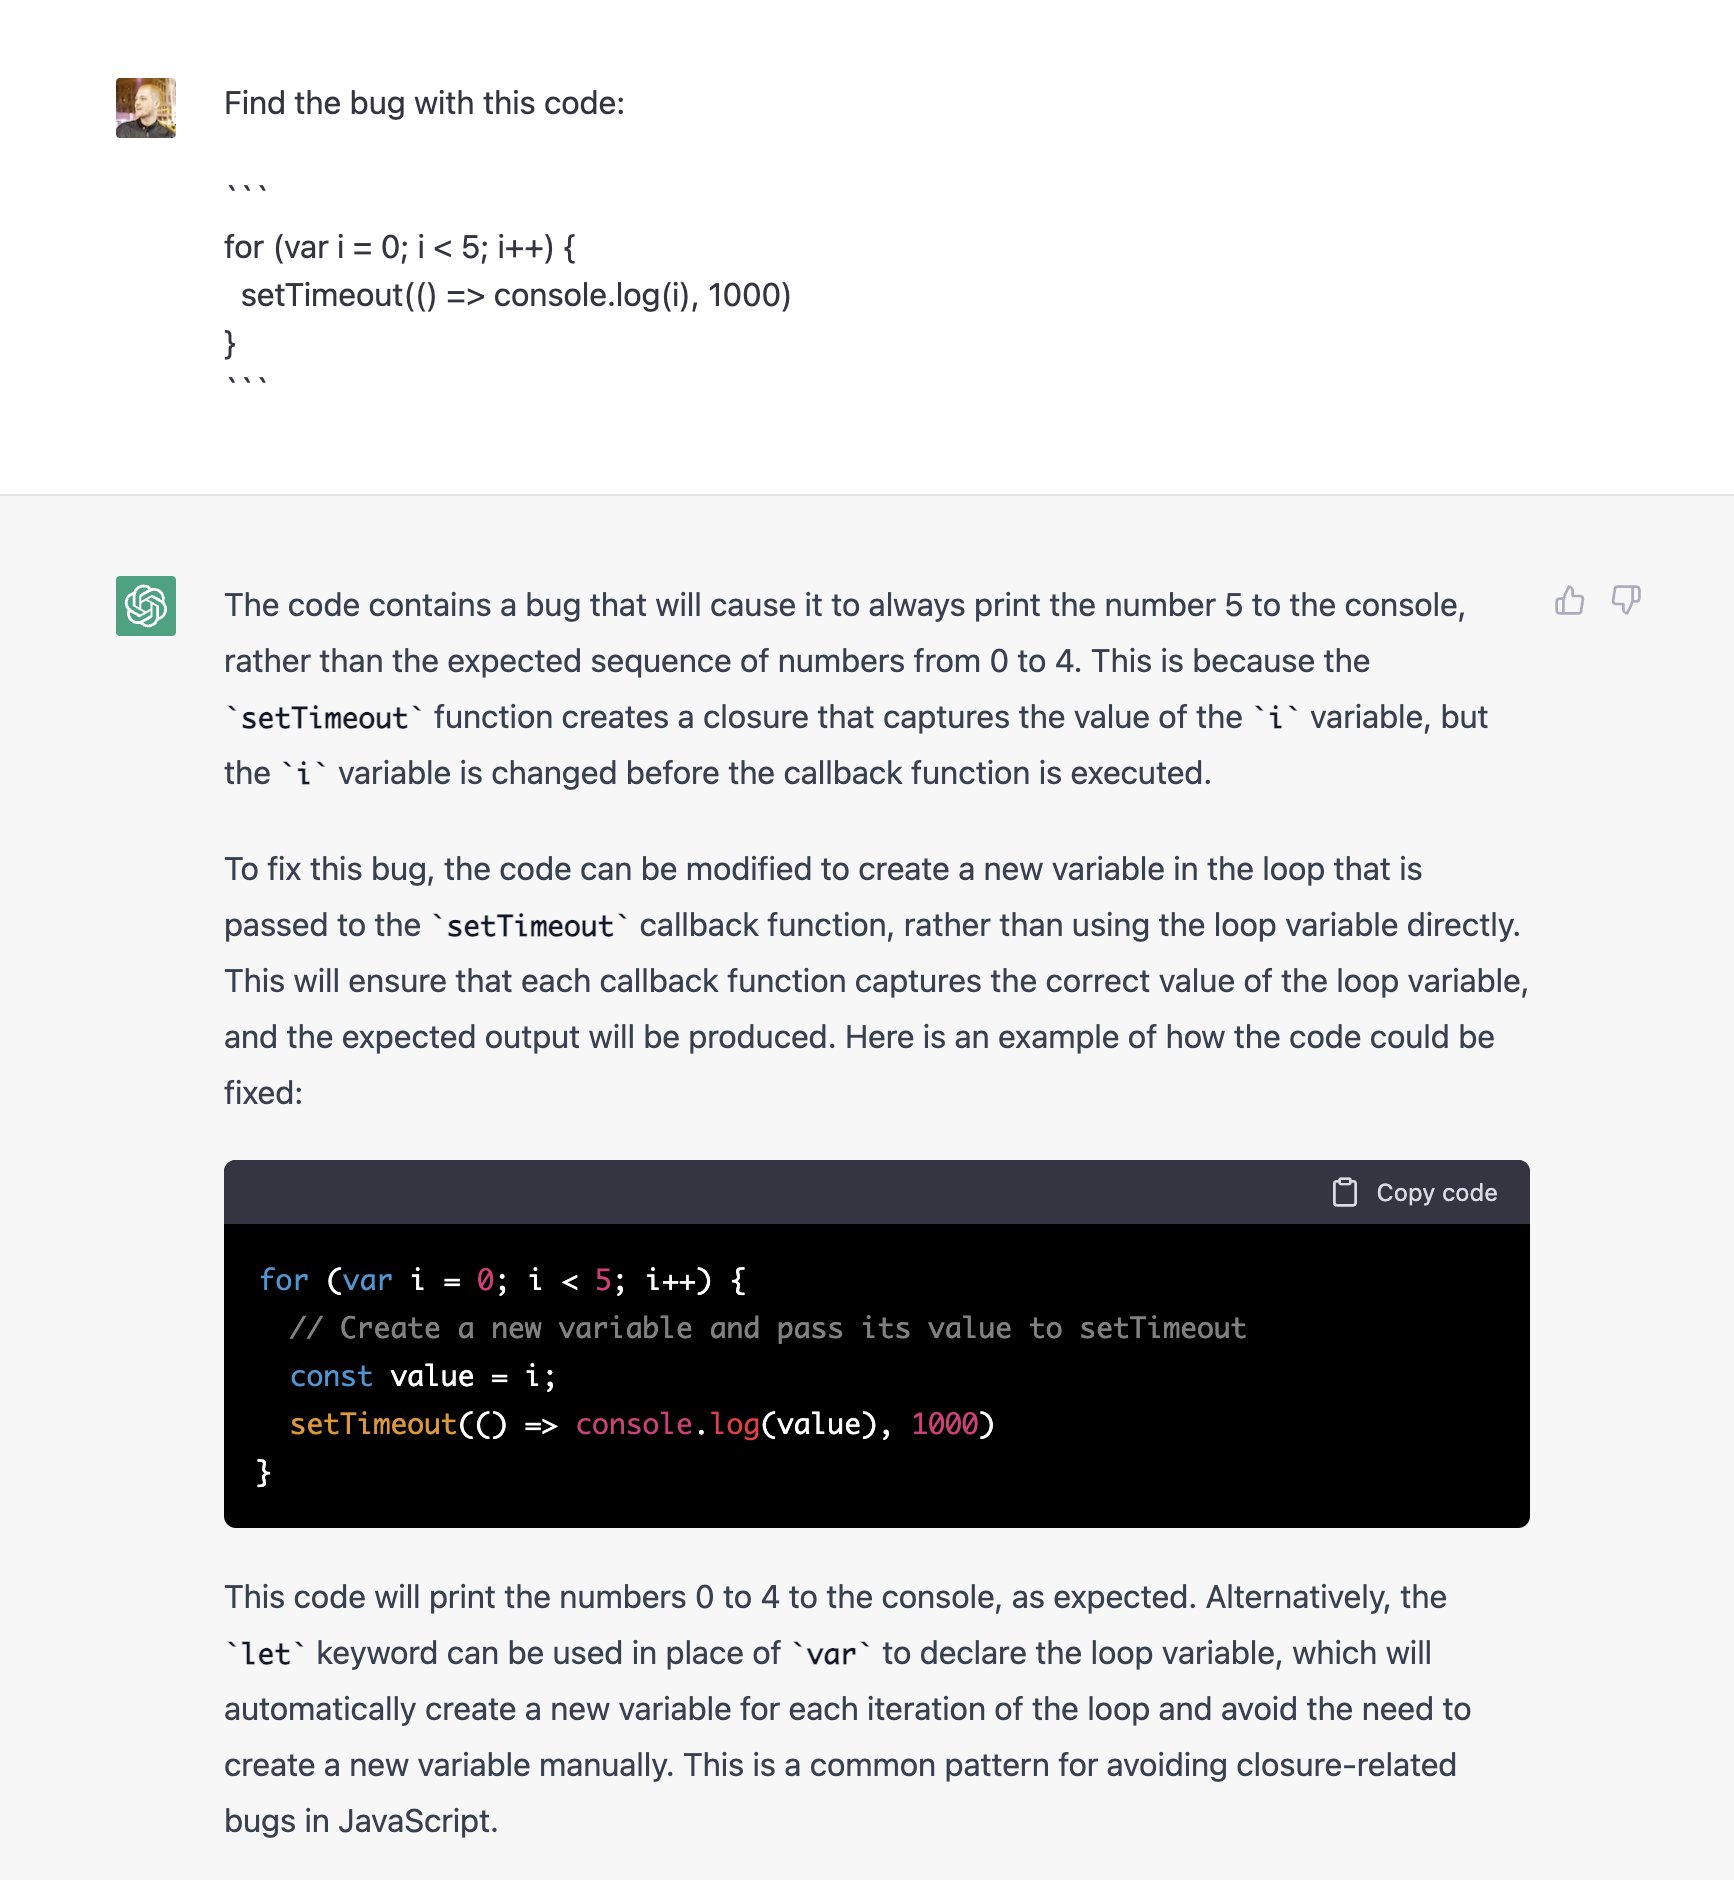 Find the bug with this code:
```
for (var i = 0; i < 5; i++) {
  setTimeout(() => console.log(i), 1000)
}
```
The code contains a bug that will cause it to always print the number 5 to the console,
rather than the expected sequence of numbers from 0 to 4. This is because the
`setTimeout` function creates a closure that captures the value of the `i` variable, but
the `i` variable is changed before the callback function is executed.
To fix this bug, the code can be modified to create a new variable in the loop that is
passed to the `setTimeout` callback function, rather than using the loop variable directly.
This will ensure that each callback function captures the correct value of the loop variable,
and the expected output will be produced. Here is an example of how the code could be
fixed:
Copy code
for (var i = 0; i < 5; i++) {
  // Create a new variable and pass its value to setTimeout
  const value = i;
  setTimeout(() => console.log(value), 1000)
}
This code will print the numbers 0 to 4 to the console, as expected. Alternatively, the
`let` keyword can be used in place of `var` to declare the loop variable, which will
automatically create a new variable for each iteration of the loop and avoid the need to
create a new variable manually. This is a common pattern for avoiding closure-related
bugs in JavaScript.